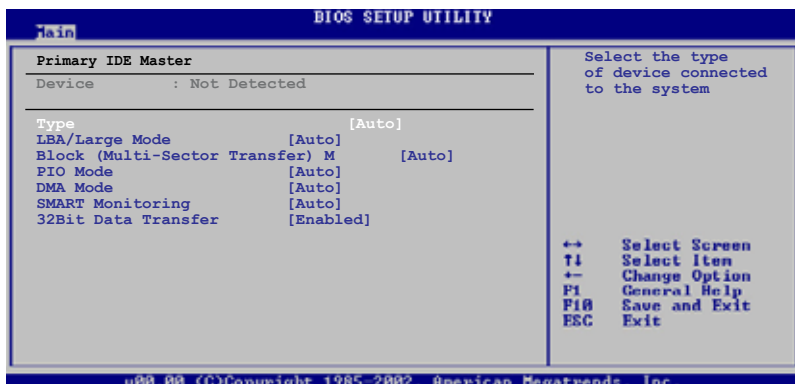 BIOS SETUP UTILITY
Main
Primary IDE Master
Device : Not Detected
Type [Auto]
LBA/Large Mode [Auto]
Block (Multi-Sector Transfer) M [Auto]
PIO Mode [Auto]
DMA Mode [Auto]
SMART Monitoring [Auto]
32Bit Data Transfer [Enabled]
Select the type
of device connected
to the system
↔ Select Screen
↑↓ Select Item
+- Change Option
F1 General Help
F10 Save and Exit
ESC Exit
v00.00 (C)Copyright 1985-2002, American Megatrends, Inc.